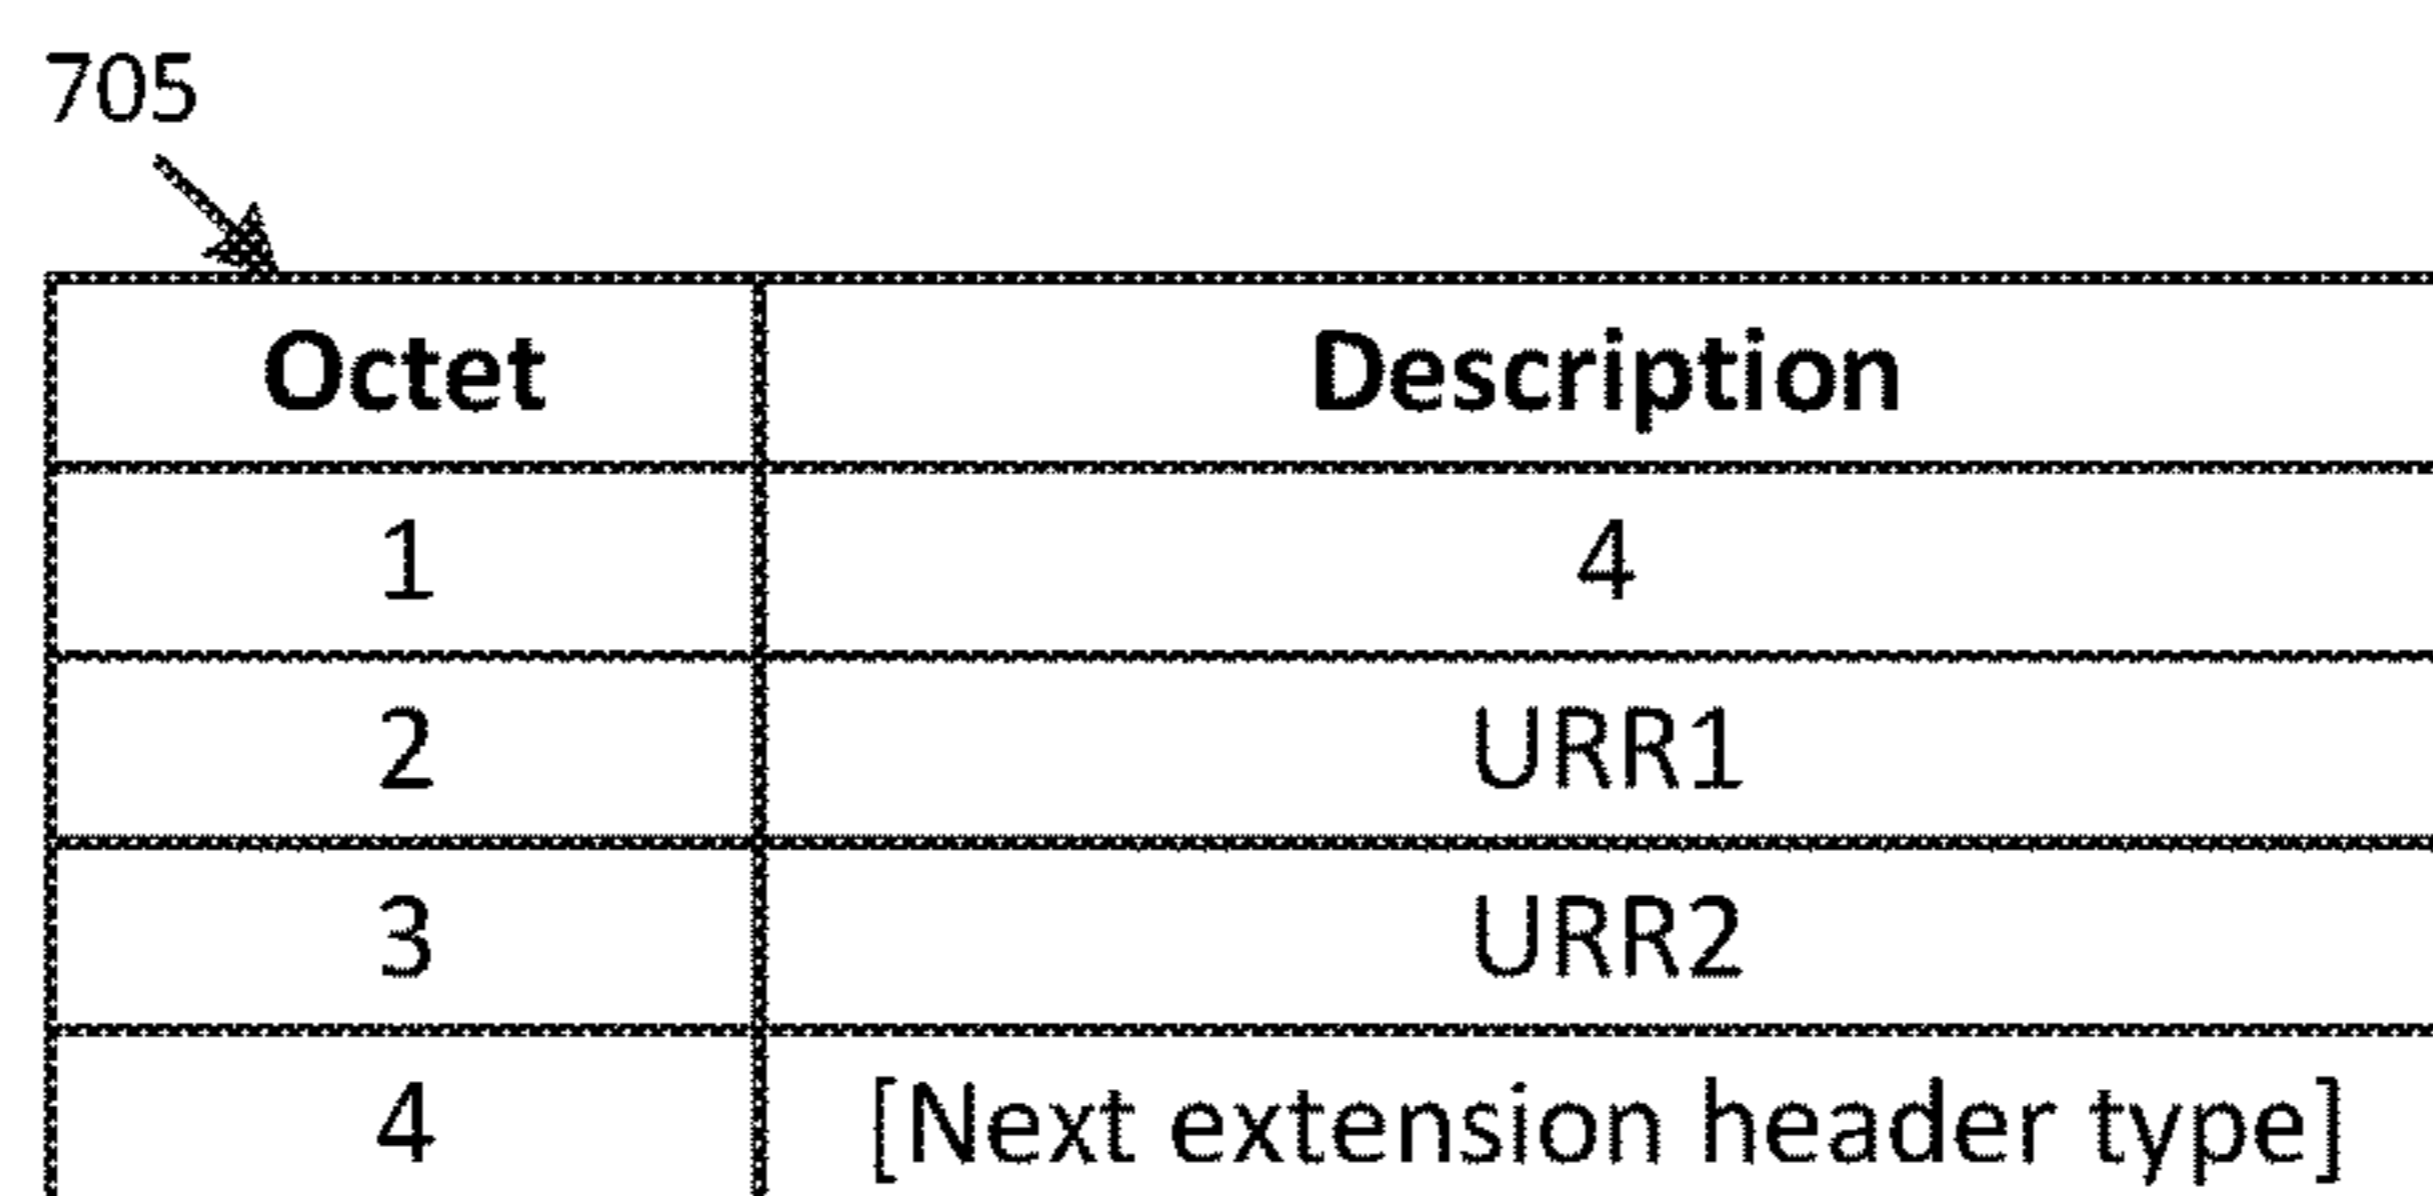 705
Octet Description
1 4
2 URR1
3 URR2
4 [Next extension header type]